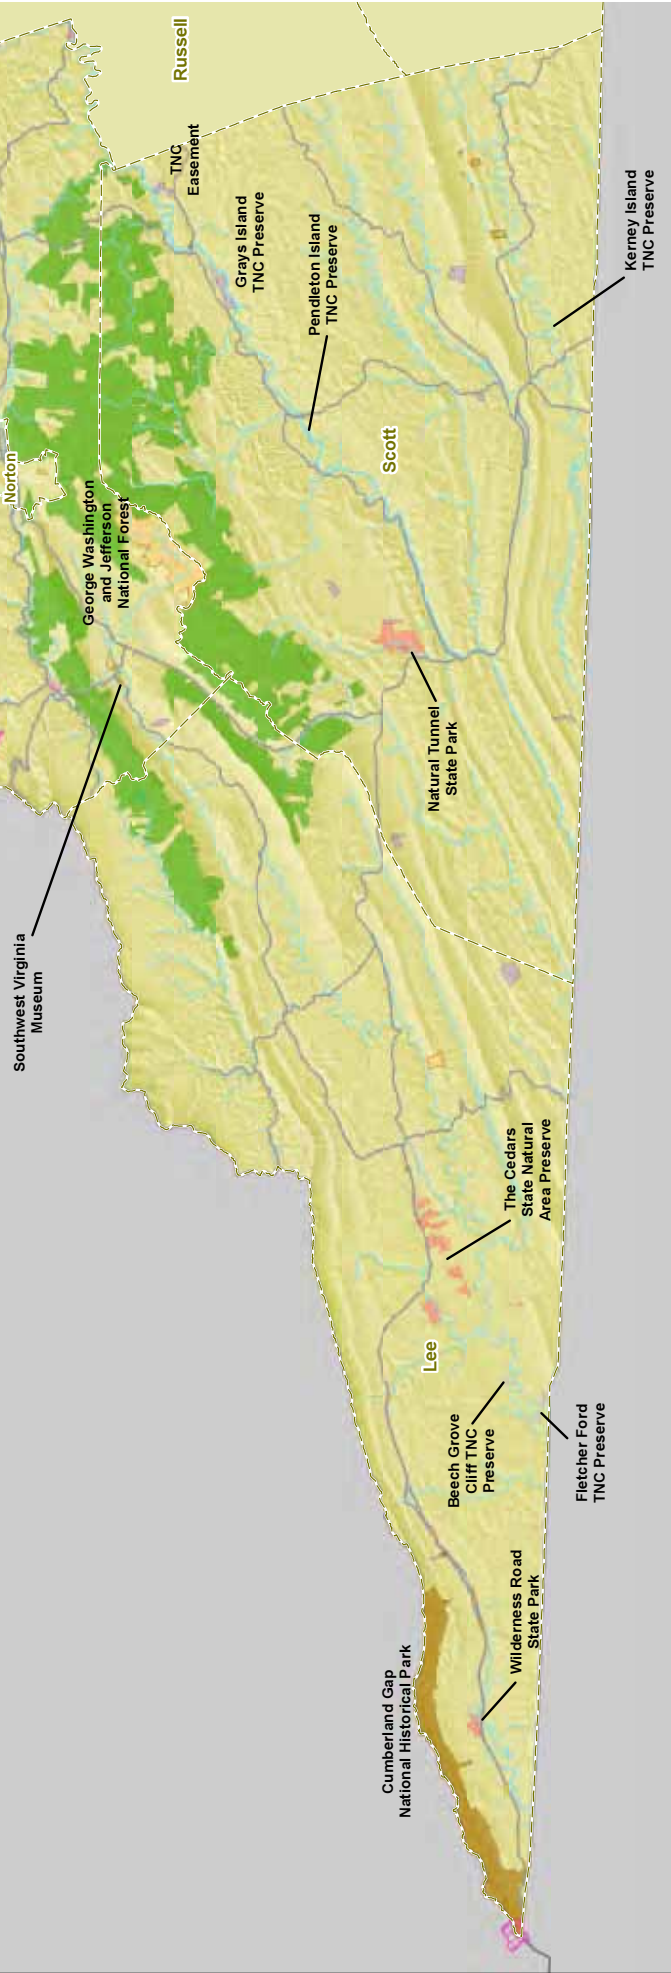 Russell
TNC
Easement
Grays Island
TNC Preserve
Pendleton Island
TNC Preserve
Kerney Island
TNC Preserve
Norton
Scott
George Washington
and Jefferson
National Forest
Natural Tunnel
State Park
Southwest Virginia
Museum
The Cedars
State Natural
Area Preserve
Lee
Beech Grove
Cliff TNC
Preserve
Fletcher Ford
TNC Preserve
Wilderness Road
State Park
Cumberland Gap
National Historical Park